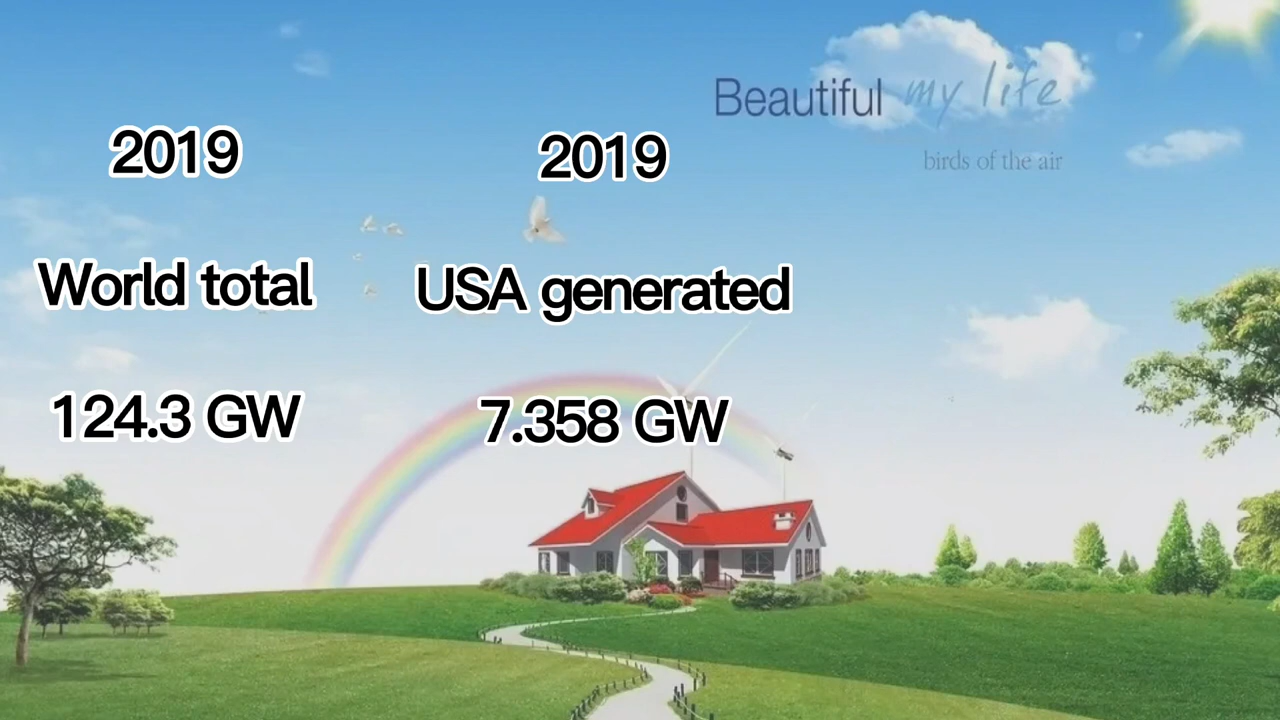 Beautiful my life
birds of the air
2019
World total
124.3 GW
2019
USA generated
7.358 GW